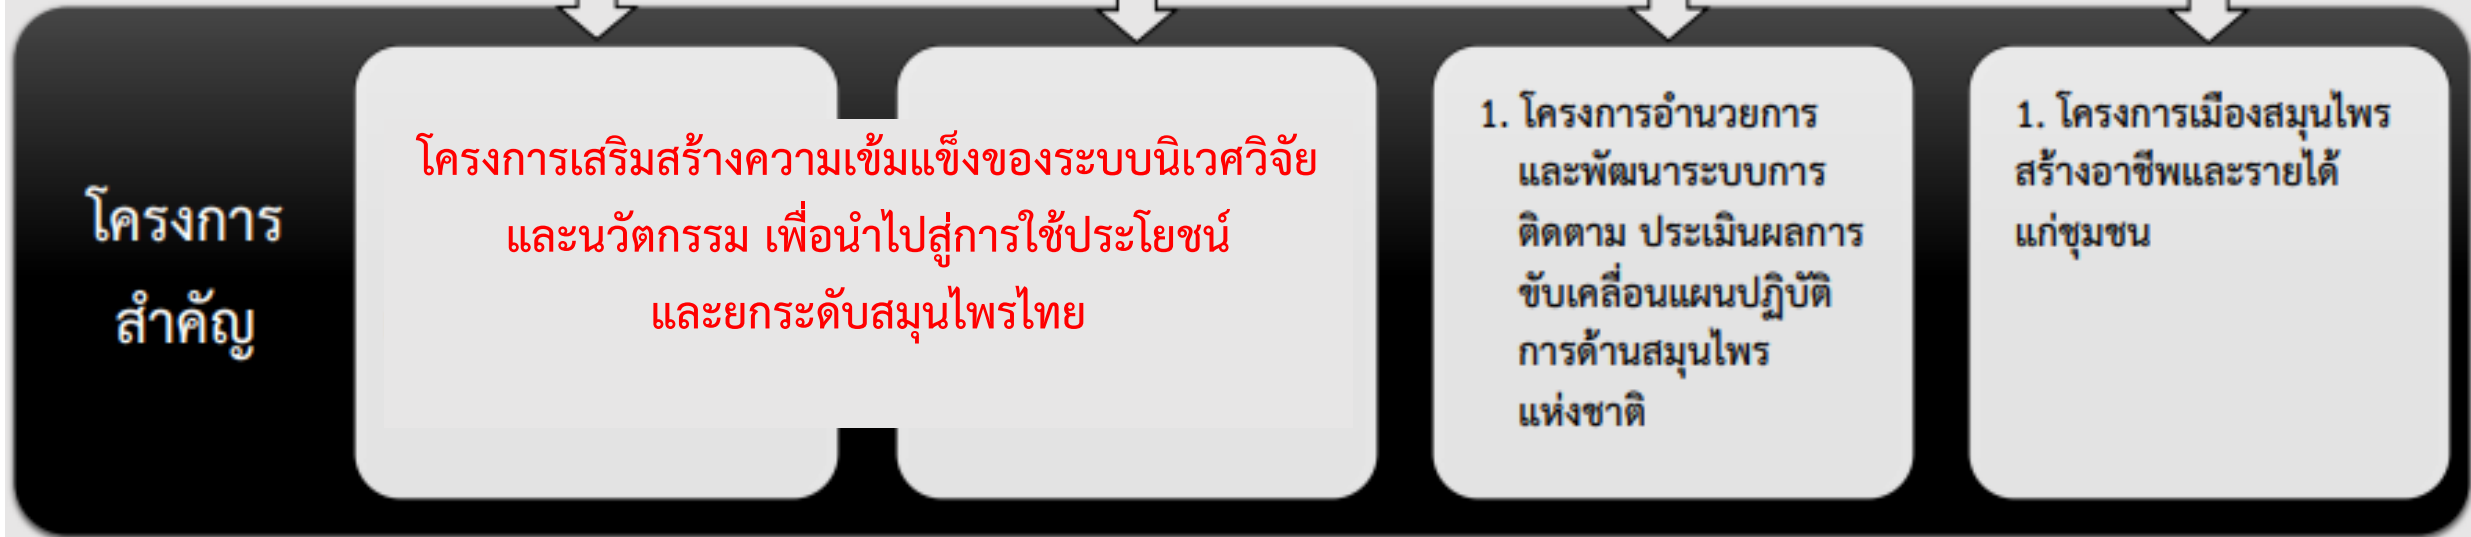 โครงการ
สำคัญ
โครงการเสริมสร้างความเข้มแข็งของระบบนิเวศวิจัย
และนวัตกรรม เพื่อนำไปสู่การใช้ประโยชน์
และยกระดับสมุนไพรไทย
1. โครงการอำนวยการ
และพัฒนาระบบการ
ติดตาม ประเมินผลการ
ขับเคลื่อนแผนปฏิบัติ
การด้านสมุนไพร
แห่งชาติ
1. โครงการเมืองสมุนไพร
สร้างอาชีพและรายได้
แก่ชุมชน